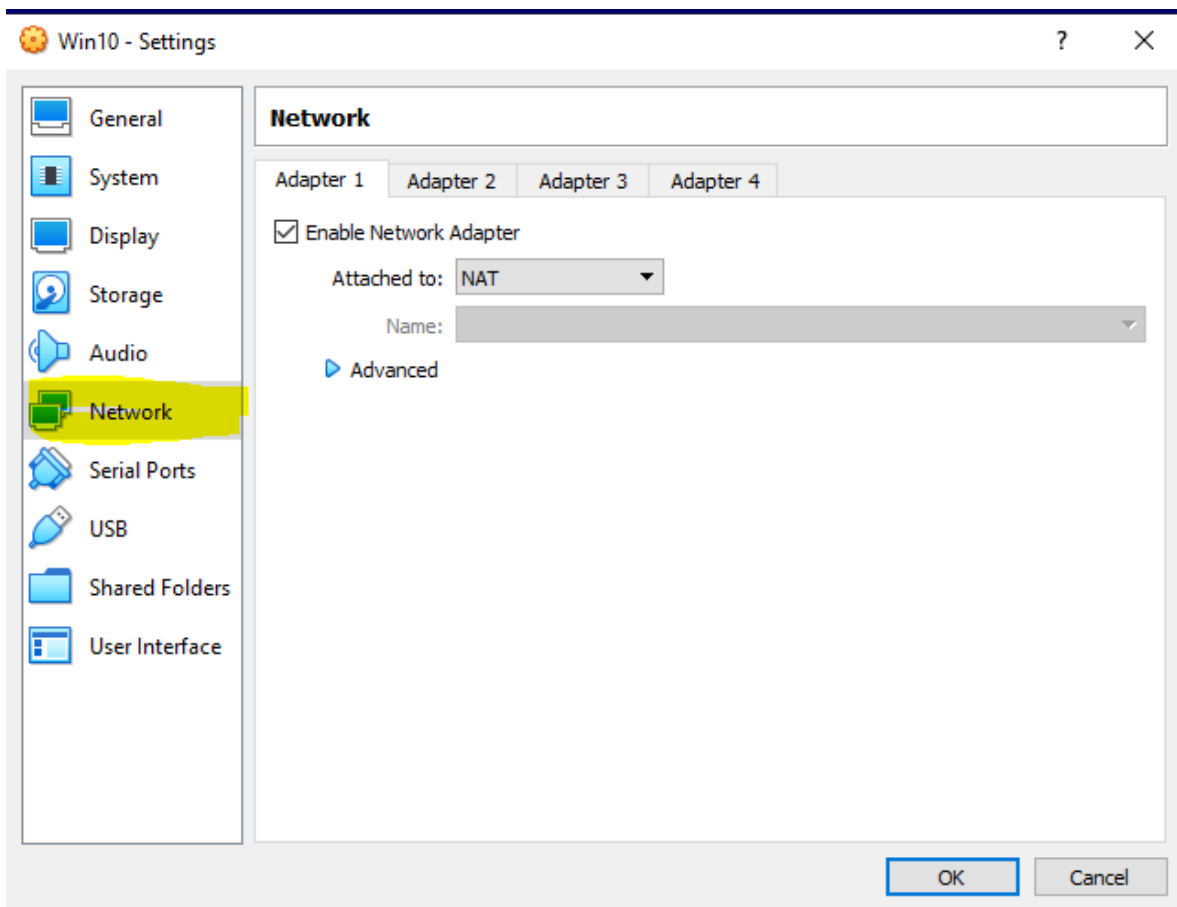 Win10 - Settings
?
General
System
Display
Storage
Audio
Network
Serial Ports
USB
Shared Folders
User Interface
Network
Adapter 1 Adapter 2 Adapter 3 Adapter 4
Enable Network Adapter
Attached to: NAT
Name:
Advanced
OK Cancel